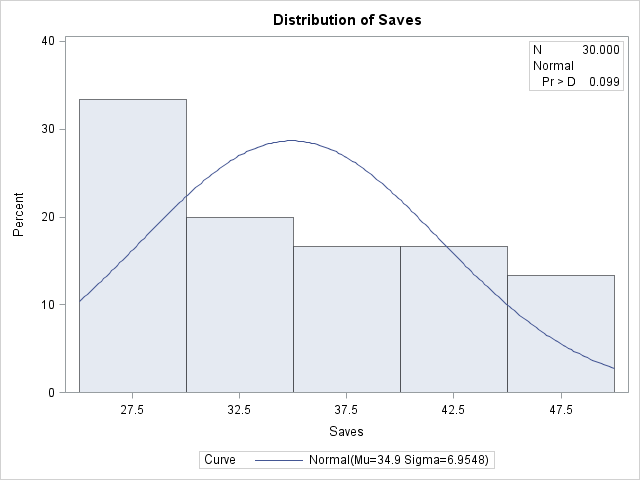 Distribution of Saves
40
30
20
10
0
Percent
N 30.000
Normal
Pr > D 0.099
27.5 32.5 37.5 42.5 47.5
Saves
Curve Normal(Mu=34.9 Sigma=6.9548)